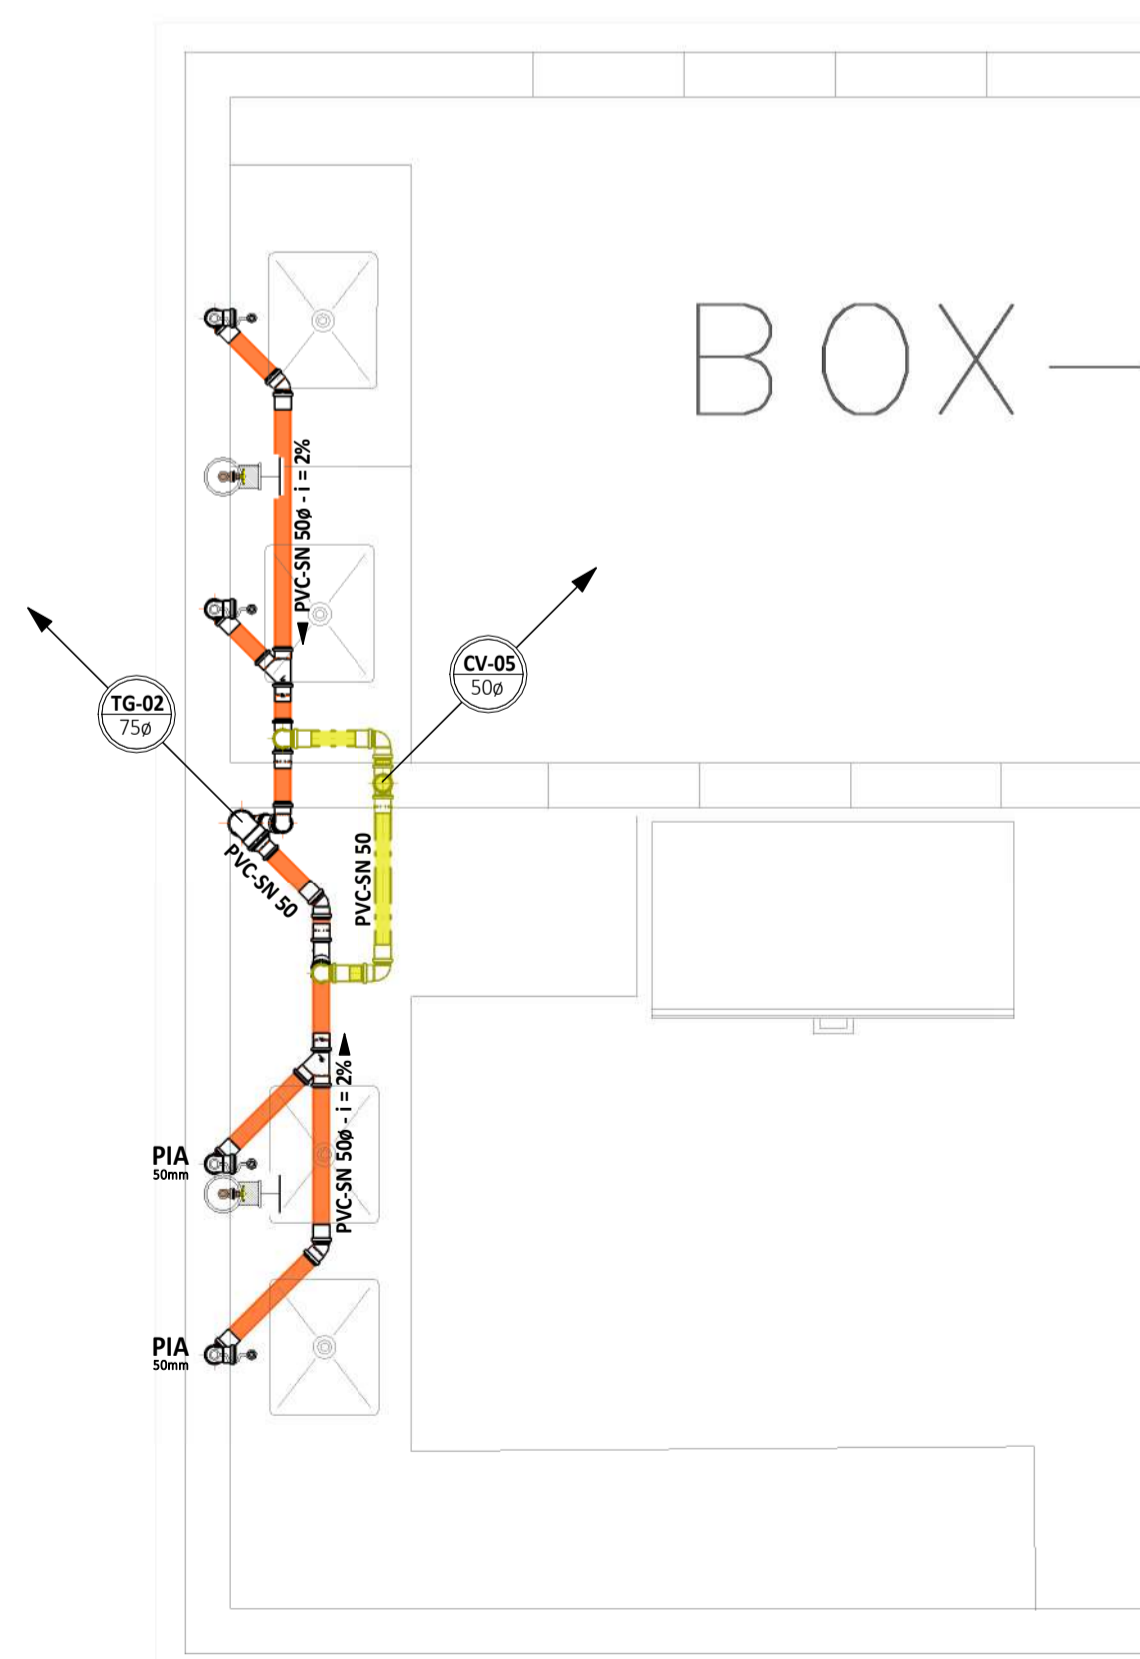 BOX
PVC-SN 50ø - i = 2%
CV-05
50ø
TG-02
75ø
PVC-SN 50
PVC-SN 50
PVC-SN 50ø - i = 2%
PIA
50mm
PIA
50mm